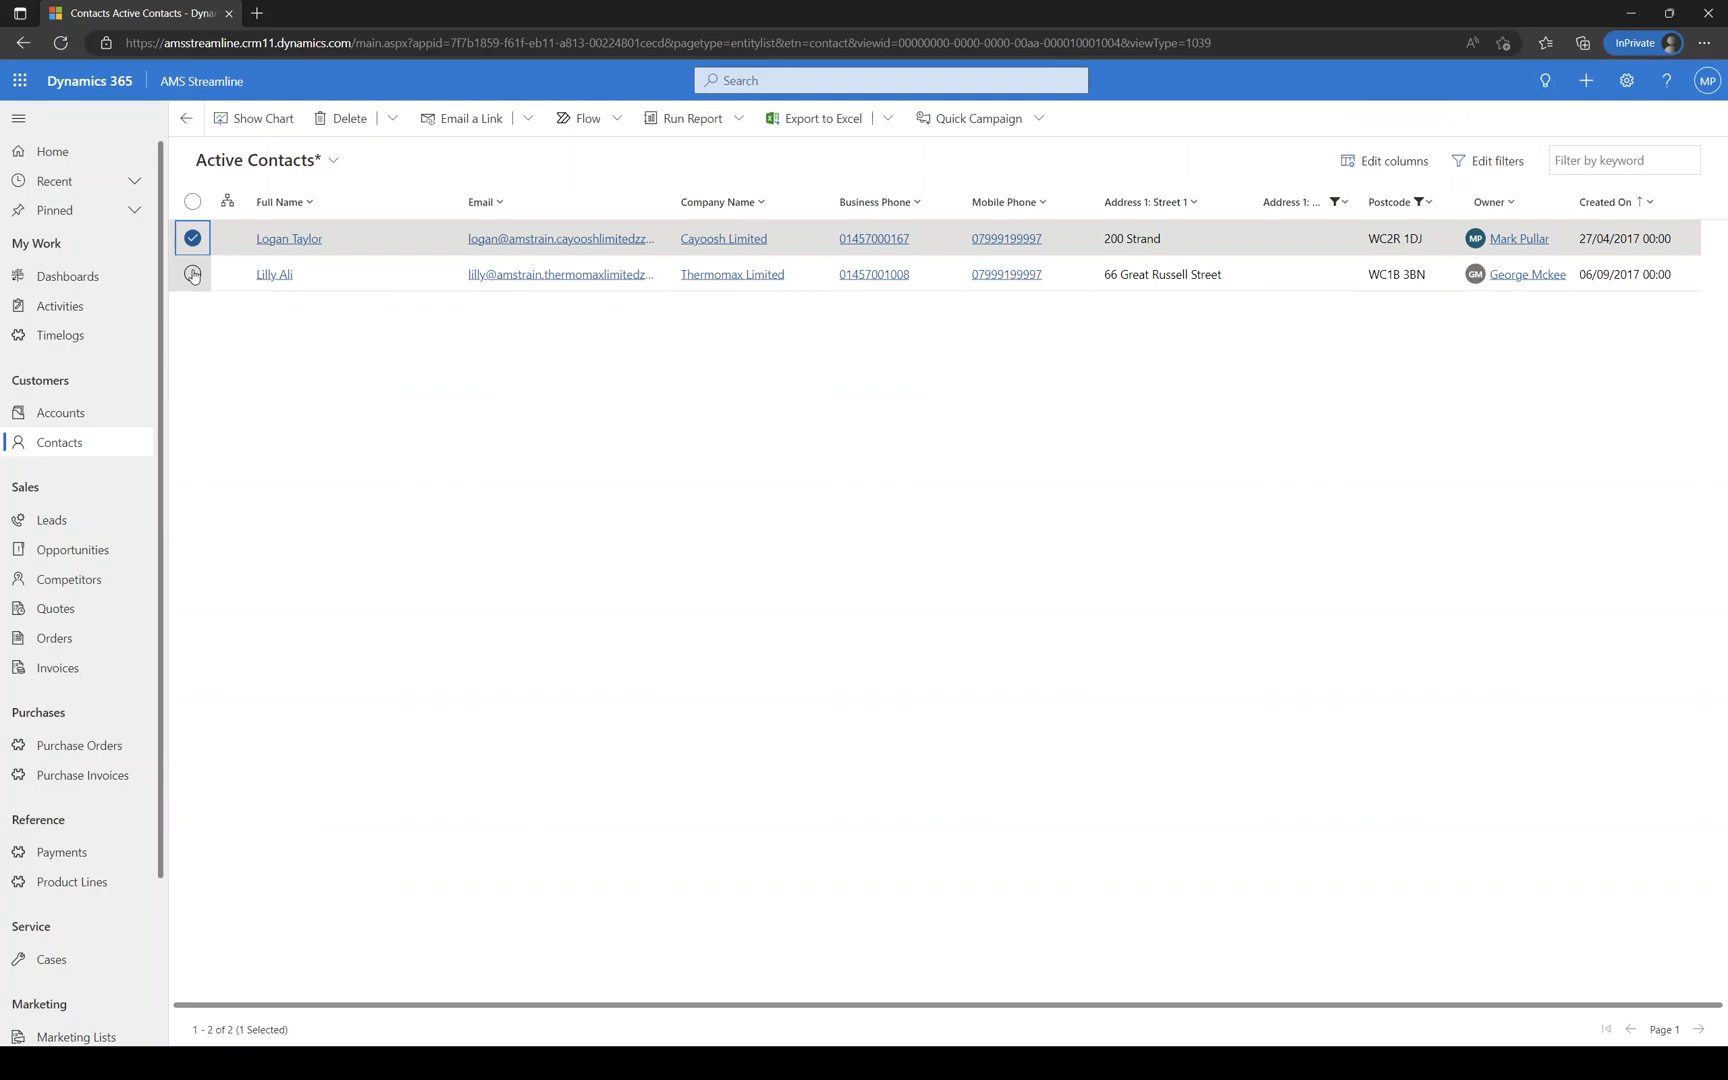 Contacts Active Contacts - Dyna
https://amsstreamline.crm11.dynamics.com/main.aspx?appid=7f7b1859-f61f-eb11-a813-00224801cecd&pagetype=entitylist&etn=contact&viewid=00000000-0000-0000-00aa-000010001004&viewType=1039
InPrivate
Dynamics 365 AMS Streamline Search MP
Show Chart Delete Email a Link Flow Run Report Export to Excel Quick Campaign
Active Contacts* Edit columns Edit filters Filter by keyword
Full Name Email Company Name Business Phone Mobile Phone Address 1: Street 1 Address 1: ... Postcode Owner Created On
Logan Taylor logan@amstrain.cayooshlimitedzz... Cayoosh Limited 01457000167 07999199997 200 Strand WC2R 1DJ MP Mark Pullar 27/04/2017 00:00
Lilly Ali lilly@amstrain.thermomaxlimitedz... Thermomax Limited 01457001008 07999199997 66 Great Russell Street WC1B 3BN GM George Mckee 06/09/2017 00:00
Home
Recent
Pinned
My Work
Dashboards
Activities
Timelogs
Customers
Accounts
Contacts
Sales
Leads
Opportunities
Competitors
Quotes
Orders
Invoices
Purchases
Purchase Orders
Purchase Invoices
Reference
Payments
Product Lines
Service
Cases
Marketing
Marketing Lists
1 - 2 of 2 (1 Selected) Page 1